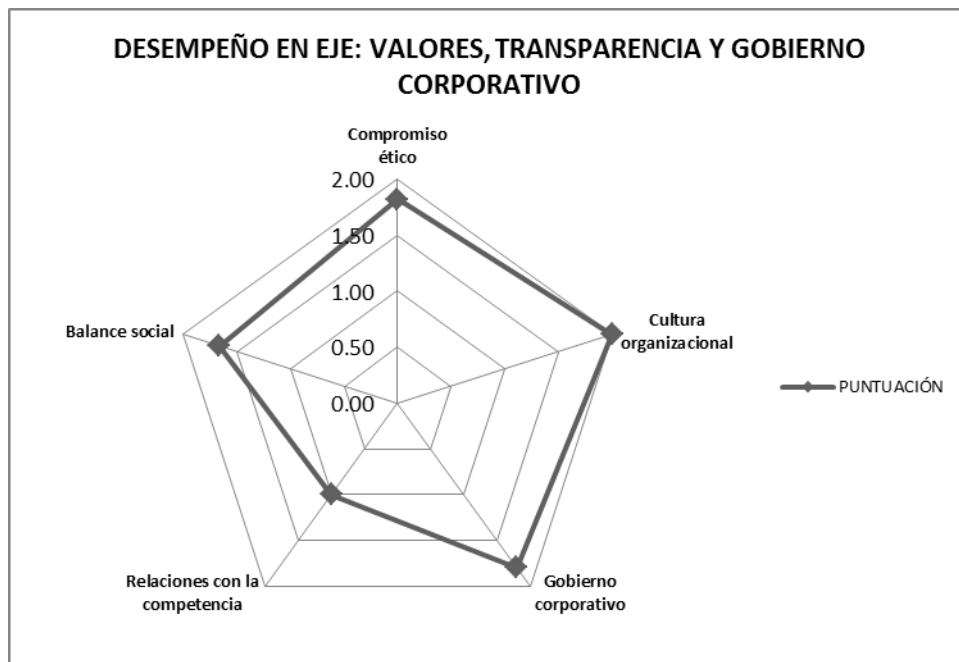 DESEMPEÑO EN EJE: VALORES, TRANSPARENCIA Y GOBIERNO
CORPORATIVO
Compromiso
ético
2.00
1.50
1.00
0.50
0.00
Cultura
organizacional
Balance social
PUNTUACIÓN
Relaciones con la
competencia
Gobierno
corporativo